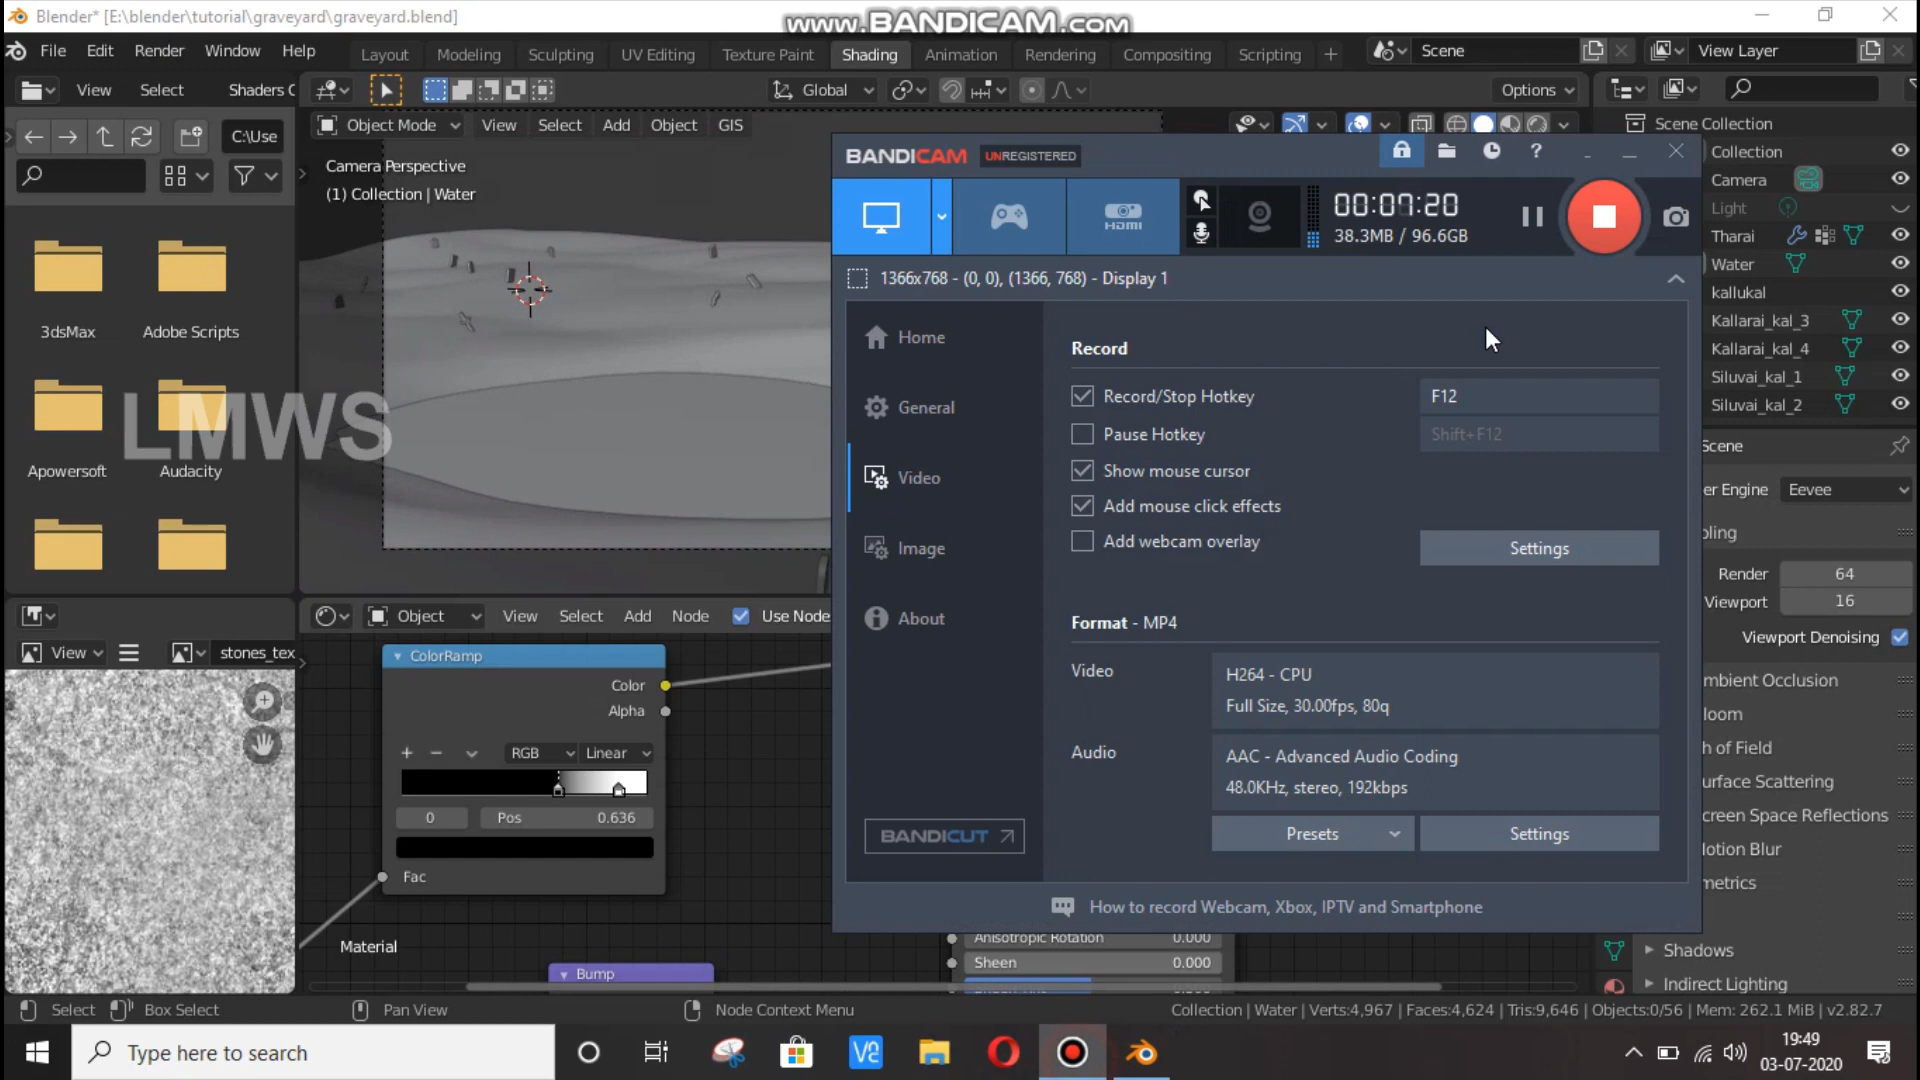 Blender* [E:\blender\tutorial\graveyard\graveyard.blend]
www.BANDICAM.com
File Edit Render Window Help
Layout Modeling Sculpting UV Editing Texture Paint Shading Animation Rendering Compositing Scripting
Scene
View Layer
View Select Shaders C
Global
Options
C:\Use
Object Mode View Select Add Object GIS
Scene Collection
Camera Perspective
(1) Collection | Water
BANDICAM UNREGISTERED
00:07:20
38.3MB / 96.6GB
HDMI
1366x768 - (0, 0), (1366, 768) - Display 1
Home
General
Video
Image
About
BANDICUT
Record
Record/Stop Hotkey F12
Pause Hotkey Shift+F12
Show mouse cursor
Add mouse click effects
Add webcam overlay Settings
Format - MP4
Video H264 - CPU
Full Size, 30.00fps, 80q
Audio AAC - Advanced Audio Coding
48.0KHz, stereo, 192kbps
Presets Settings
How to record Webcam, Xbox, IPTV and Smartphone
Collection
Camera
Light
Tharai
Water
kallukal
Kallarai_kal_3
Kallarai_kal_4
Siluvai_kal_1
Siluvai_kal_2
Scene
er Engine Eevee
oling
Render 64
Viewport 16
Viewport Denoising
mbient Occlusion
loom
h of Field
urface Scattering
creen Space Reflections
lotion Blur
metrics
Shadows
Indirect Lighting
3dsMax Adobe Scripts
LMWS
Apowersoft Audacity
View stones_tex
Object View Select Add Node Use Node
ColorRamp
Color
Alpha
RGB Linear
0 Pos 0.636
Fac
Material
Bump
Anisotropic Rotation 0.000
Sheen 0.000
Select Box Select Pan View Node Context Menu
Collection | Water | Verts:4,967 | Faces:4,624 | Tris:9,646 | Objects:0/56 | Mem: 262.1 MiB | v2.82.7
Type here to search
19:49
03-07-2020